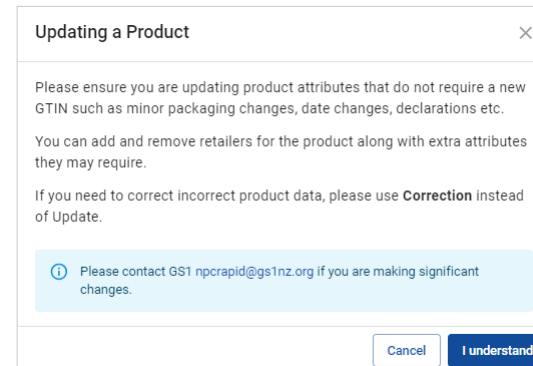 Updating a Product
Please ensure you are updating product attributes that do not require a new
GTIN such as minor packaging changes, date changes, declarations etc.
You can add and remove retailers for the product along with extra attributes
they may require.
If you need to correct incorrect product data, please use Correction instead
of Update.
Please contact GS1 npcrapid@gs1nz.org if you are making significant
changes.
Cancel
I understand